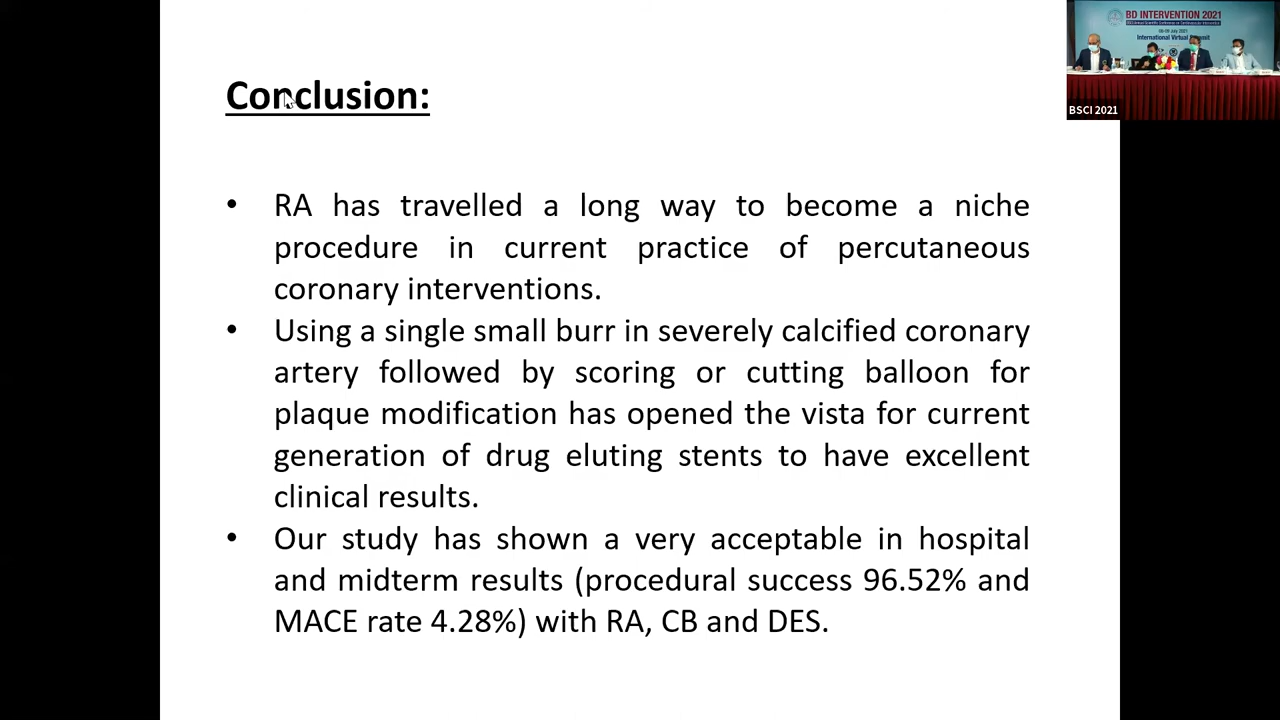 Conclusion:
• RA has travelled a long way to become a niche
procedure in current practice of percutaneous
coronary interventions.
• Using a single small burr in severely calcified coronary
artery followed by scoring or cutting balloon for
plaque modification has opened the vista for current
generation of drug eluting stents to have excellent
clinical results.
• Our study has shown a very acceptable in hospital
and midterm results (procedural success 96.52% and
MACE rate 4.28%) with RA, CB and DES.
BD INTERVENTION 2021
International Virtual
BSCI 2021